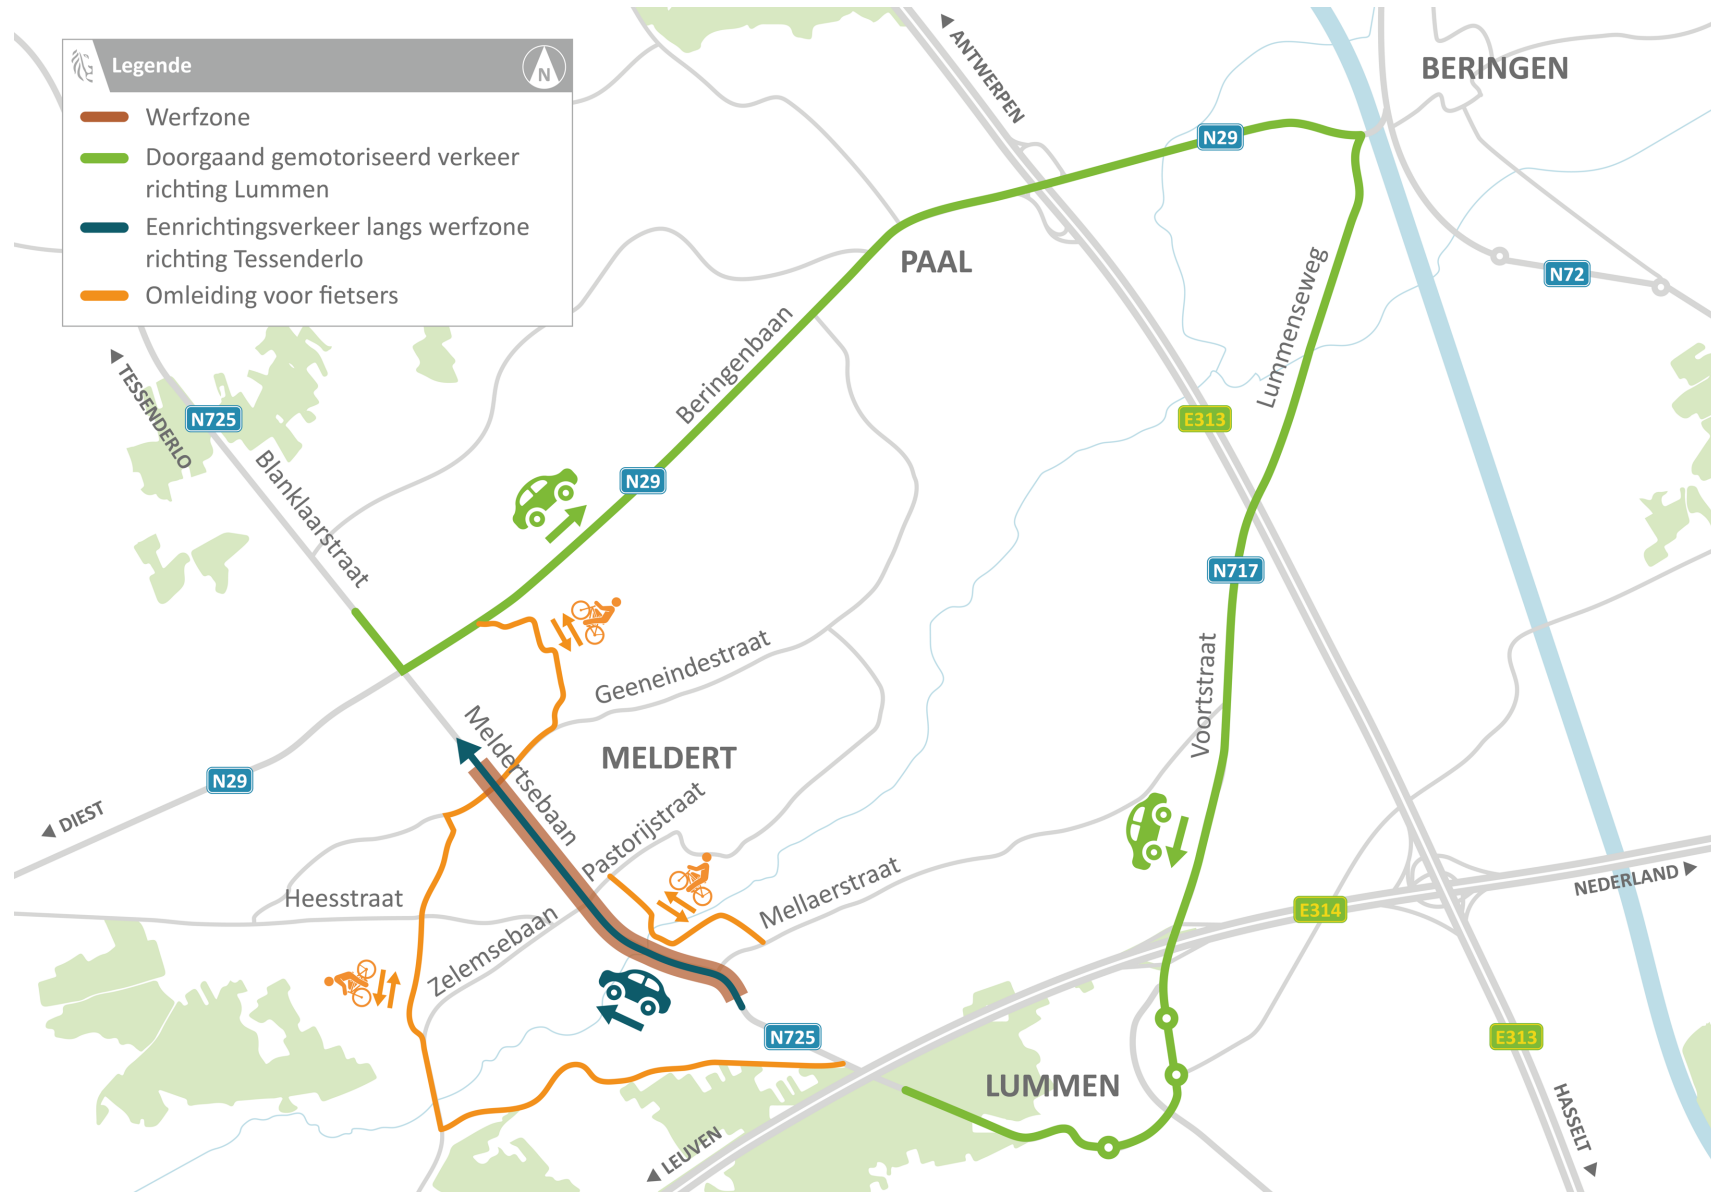 Legende
N
Werfzone
Doorgaand gemotoriseerd verkeer
richting Lummen
Eenrichtingsverkeer langs werfzone
richting Tessenderlo
Omleiding voor fietsers
ANTWERPEN
BERINGEN
N29
PAAL
N72
Lummenseweg
Beringenbaan
TESSENDERLO
N725
E313
Blanklaarstraat
N29
N717
Geeneindestraat
Voortstraat
Meldertsebaan
MELDERT
N29
DIEST
Pastorijstraat
Heesstraat
Mellaerstraat
NEDERLAND
E314
Zelemsebaan
N725
E313
LUMMEN
HASSELT
LEUVEN